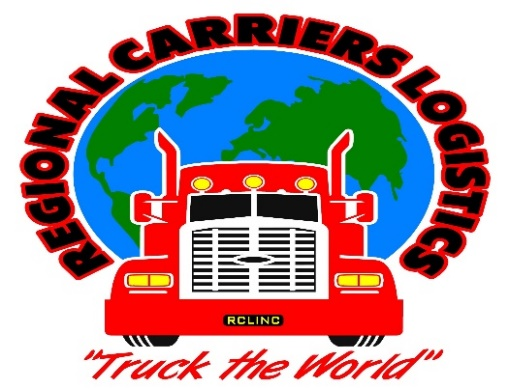 REGIONAL CARRIERS LOGISTICS
RCLINC
"Truck the World"